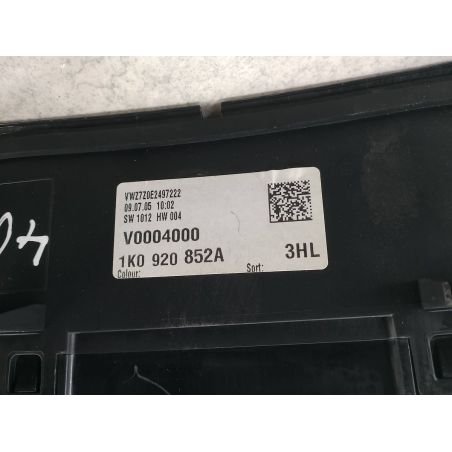 VWZ7Z0E2497222
09.07.05 10:02
SW 1012 HW 004
V0004000
1K0 920 852A 3HL
Colour: Sort: